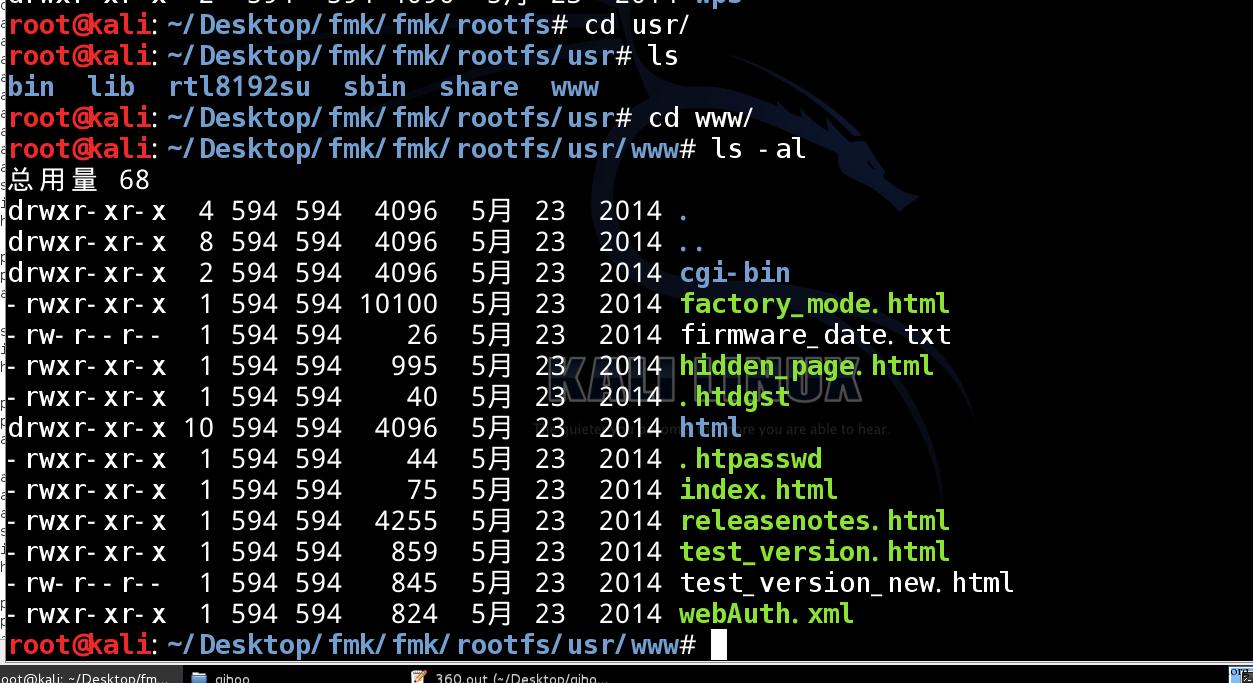 root@kali:~/Desktop/fmk/fmk/rootfs# cd usr/
root@kali:~/Desktop/fmk/fmk/rootfs/usr# ls
bin  lib  rtl8192su  sbin  share  www
root@kali:~/Desktop/fmk/fmk/rootfs/usr# cd www/
root@kali:~/Desktop/fmk/fmk/rootfs/usr/www# ls -al
总用量 68
drwxr-xr-x  4 594 594  4096  5月 23  2014 .
drwxr-xr-x  8 594 594  4096  5月 23  2014 ..
drwxr-xr-x  2 594 594  4096  5月 23  2014 cgi-bin
-rwxr-xr-x  1 594 594 10100  5月 23  2014 factory_mode.html
-rw-r--r--  1 594 594    26  5月 23  2014 firmware_date.txt
-rwxr-xr-x  1 594 594   995  5月 23  2014 hidden_page.html
-rwxr-xr-x  1 594 594    40  5月 23  2014 .htdgst
drwxr-xr-x 10 594 594  4096  5月 23  2014 html
-rwxr-xr-x  1 594 594    44  5月 23  2014 .htpasswd
-rwxr-xr-x  1 594 594    75  5月 23  2014 index.html
-rwxr-xr-x  1 594 594  4255  5月 23  2014 releasenotes.html
-rwxr-xr-x  1 594 594   859  5月 23  2014 test_version.html
-rw-r--r--  1 594 594   845  5月 23  2014 test_version_new.html
-rwxr-xr-x  1 594 594   824  5月 23  2014 webAuth.xml
root@kali:~/Desktop/fmk/fmk/rootfs/usr/www#
KALI LINUX
you are able to hear.
oot@kali: ~/Desktop/fm... qihoo 360.out (~/Desktop/qiho...